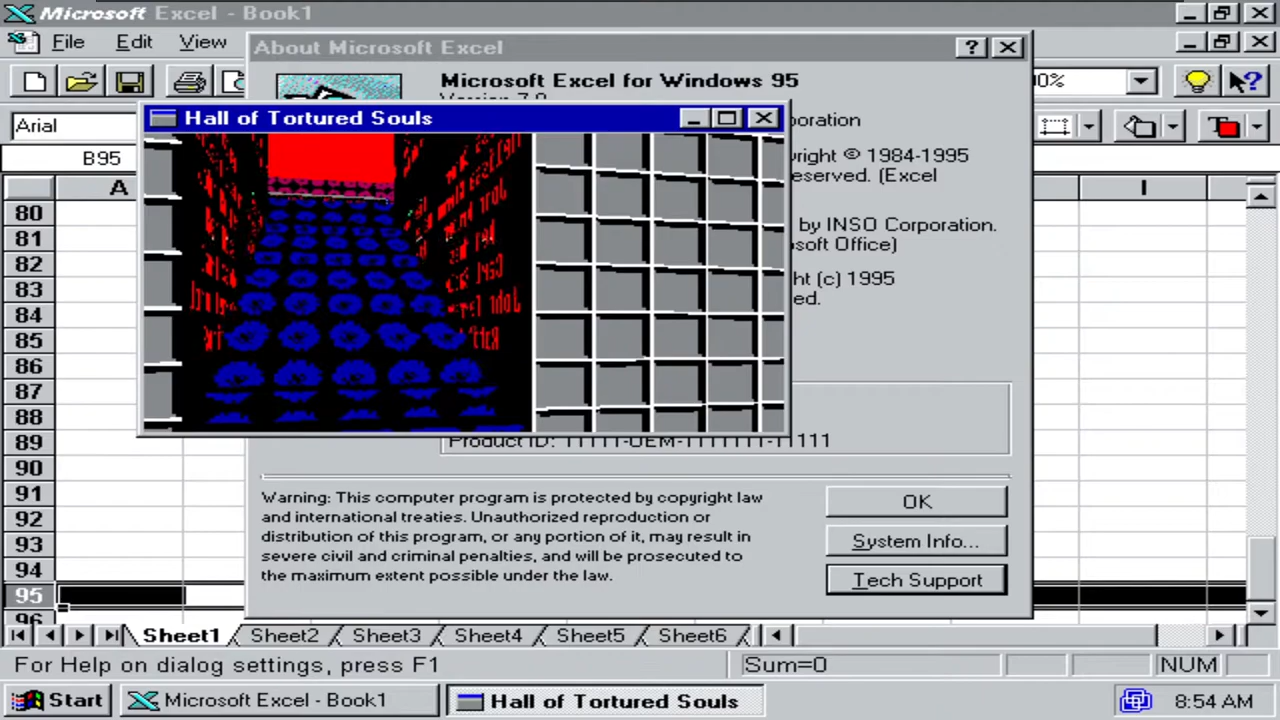 Microsoft Excel - Book1
File Edit View
About Microsoft Excel
Microsoft Excel for Windows 95
0%
Hall of Tortured Souls
Arial
oration
B95
right © 1984-1995
eserved. (Excel
A
I
80
81
by INSO Corporation.
82
osoft Office)
83
ht (c) 1995
84
ed.
85
86
87
88
89
Product ID: 11111-OEM-1111111-11111
90
91
Warning: This computer program is protected by copyright law
and international treaties. Unauthorized reproduction or
distribution of this program, or any portion of it, may result in
severe civil and criminal penalties, and will be prosecuted to
the maximum extent possible under the law.
OK
System Info...
Tech Support
92
93
94
95
96
Sheet1 Sheet2 Sheet3 Sheet4 Sheet5 Sheet6
For Help on dialog settings, press F1
Sum=0
NUM
Start
Microsoft Excel - Book1
Hall of Tortured Souls
8:54 AM